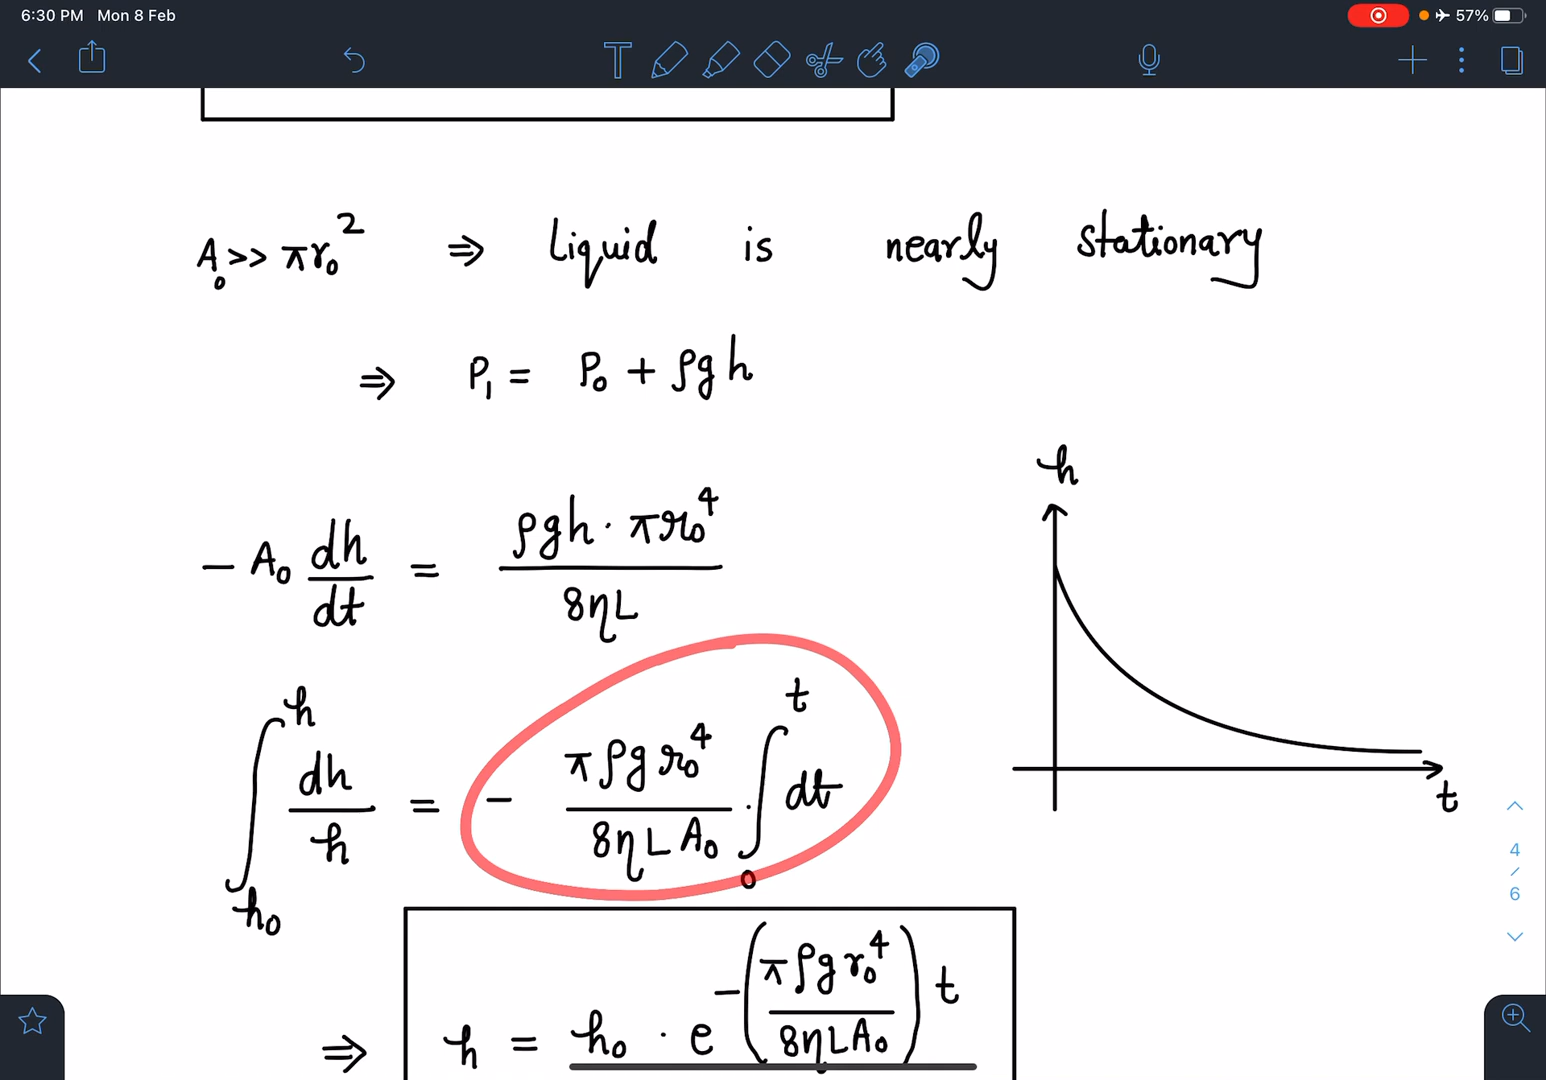 6:30 PM Mon 8 Feb 57%
A₀ >> πr₀² ⇒ Liquid is nearly stationary
⇒ P₁ = P₀ + ρgh
h
- A₀ dh/dt = ρgh · πr₀⁴ / 8ηL
∫_{h₀}^{h} dh/h = - πρgr₀⁴ / 8ηLA₀ · ∫_{0}^{t} dt
t
4 / 6
⇒ h = h₀ · e^{-(πρgr₀⁴ / 8ηLA₀) t}